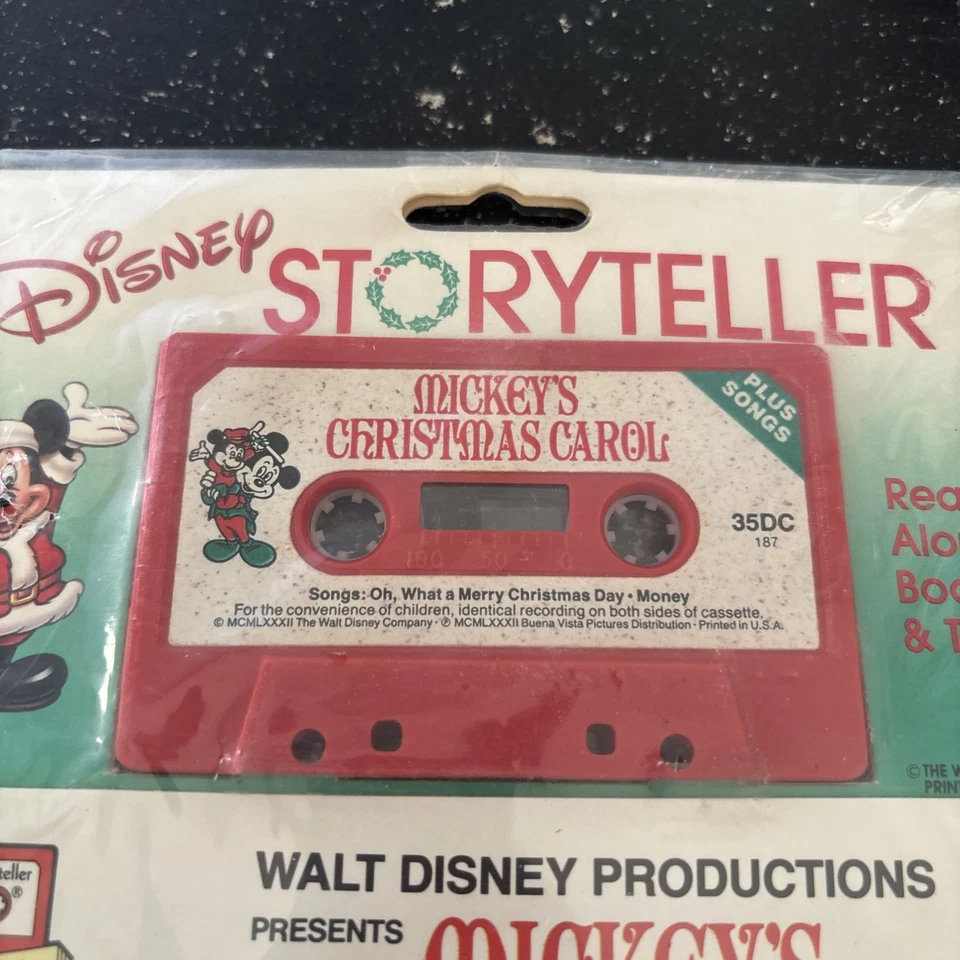 DISNEY STORYTELLER
MICKEY'S
CHRISTMAS CAROL
PLUS
SONGS
35DC
187
100 50 0
Songs: Oh, What a Merry Christmas Day • Money
For the convenience of children, identical recording on both sides of cassette.
© MCMLXXXII The Walt Disney Company • ℗ MCMLXXXII Buena Vista Pictures Distribution • Printed in U.S.A.
Rea
Alo
Boo
& T
© THE W
PRIN
teller
®
WALT DISNEY PRODUCTIONS
PRESENTS MICKEY'S